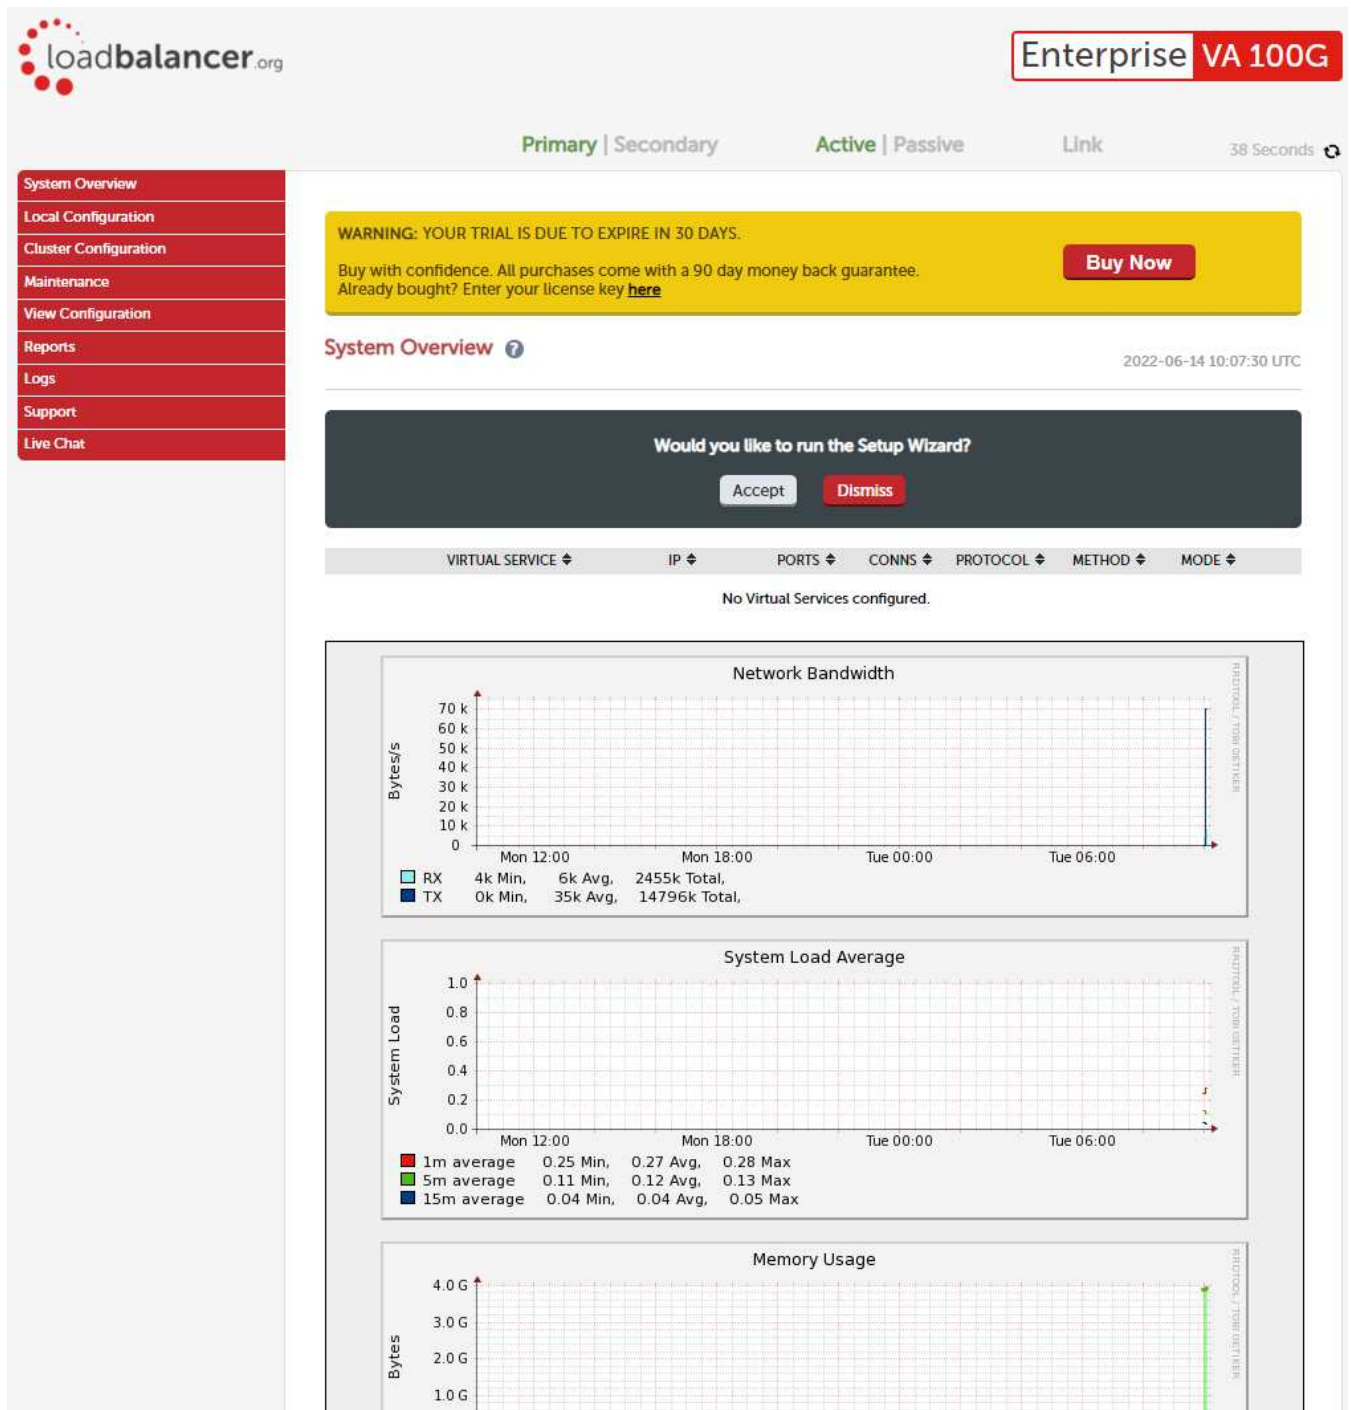 loadbalancer.org
Enterprise VA 100G
Primary | Secondary Active | Passive Link 38 Seconds
System Overview
Local Configuration
Cluster Configuration
Maintenance
View Configuration
Reports
Logs
Support
Live Chat
WARNING: YOUR TRIAL IS DUE TO EXPIRE IN 30 DAYS.
Buy with confidence. All purchases come with a 90 day money back guarantee.
Already bought? Enter your license key here
Buy Now
System Overview ?
2022-06-14 10:07:30 UTC
Would you like to run the Setup Wizard?
Accept Dismiss
VIRTUAL SERVICE IP PORTS CONNS PROTOCOL METHOD MODE
No Virtual Services configured.
Network Bandwidth
RRDTOOL / TOBI OETIKER
Bytes/s
70 k
60 k
50 k
40 k
30 k
20 k
10 k
0
Mon 12:00 Mon 18:00 Tue 00:00 Tue 06:00
RX 4k Min, 6k Avg, 2455k Total,
TX 0k Min, 35k Avg, 14796k Total,
System Load Average
RRDTOOL / TOBI OETIKER
System Load
1.0
0.8
0.6
0.4
0.2
0.0
Mon 12:00 Mon 18:00 Tue 00:00 Tue 06:00
1m average 0.25 Min, 0.27 Avg, 0.28 Max
5m average 0.11 Min, 0.12 Avg, 0.13 Max
15m average 0.04 Min, 0.04 Avg, 0.05 Max
Memory Usage
RRDTOOL / TOBI OETIKER
Bytes
4.0 G
3.0 G
2.0 G
1.0 G